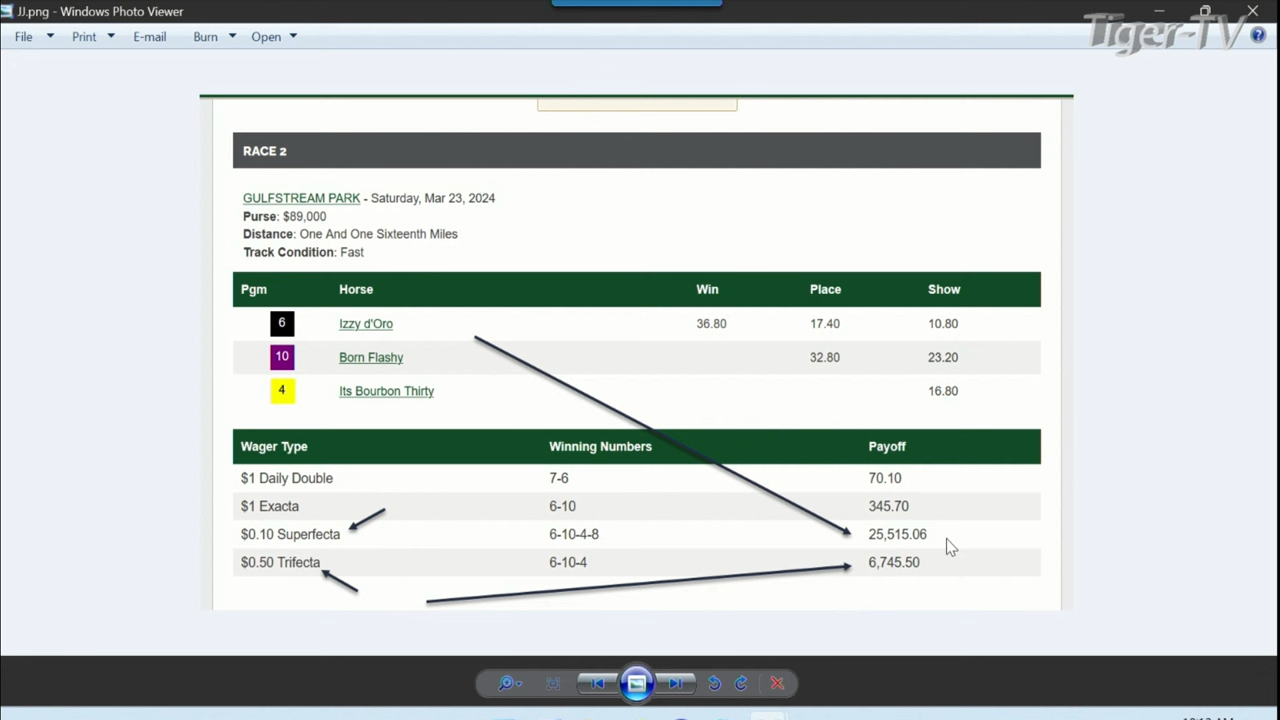 JJ.png - Windows Photo Viewer
Tiger-TV
File Print E-mail Burn Open
RACE 2
GULFSTREAM PARK - Saturday, Mar 23, 2024
Purse: $89,000
Distance: One And One Sixteenth Miles
Track Condition: Fast
Pgm Horse Win Place Show
6 Izzy d'Oro 36.80 17.40 10.80
10 Born Flashy 32.80 23.20
4 Its Bourbon Thirty 16.80
Wager Type Winning Numbers Payoff
$1 Daily Double 7-6 70.10
$1 Exacta 6-10 345.70
$0.10 Superfecta 6-10-4-8 25,515.06
$0.50 Trifecta 6-10-4 6,745.50